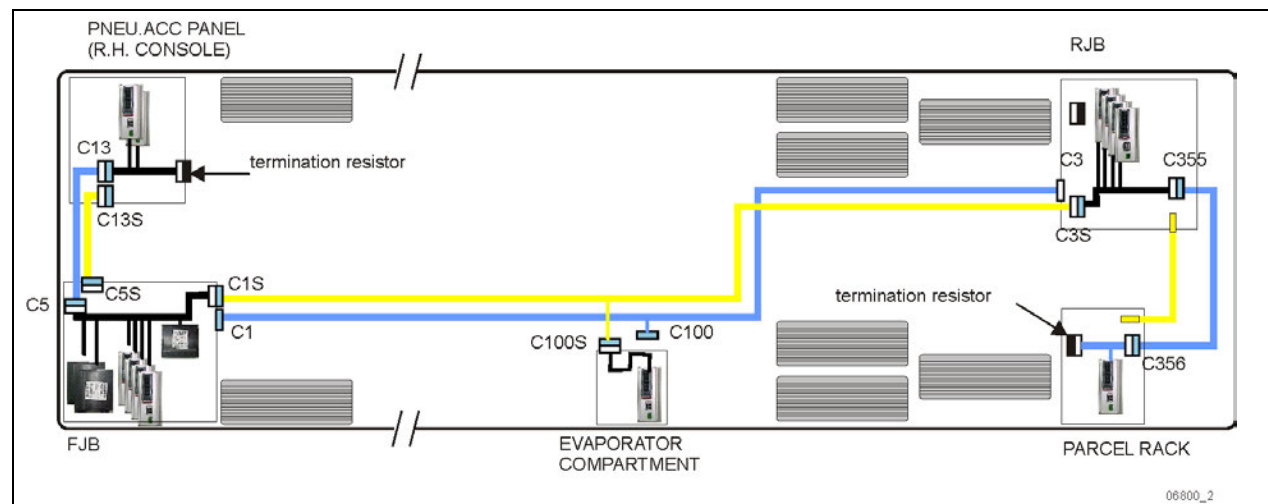 PNEU.ACC PANEL
(R.H. CONSOLE)
RJB
C13
termination resistor
C3
C355
C13S
C3S
C5
C5S
C1S
termination resistor
C1
C100S
C100
C356
FJB
EVAPORATOR
COMPARTMENT
PARCEL RACK
06800_2